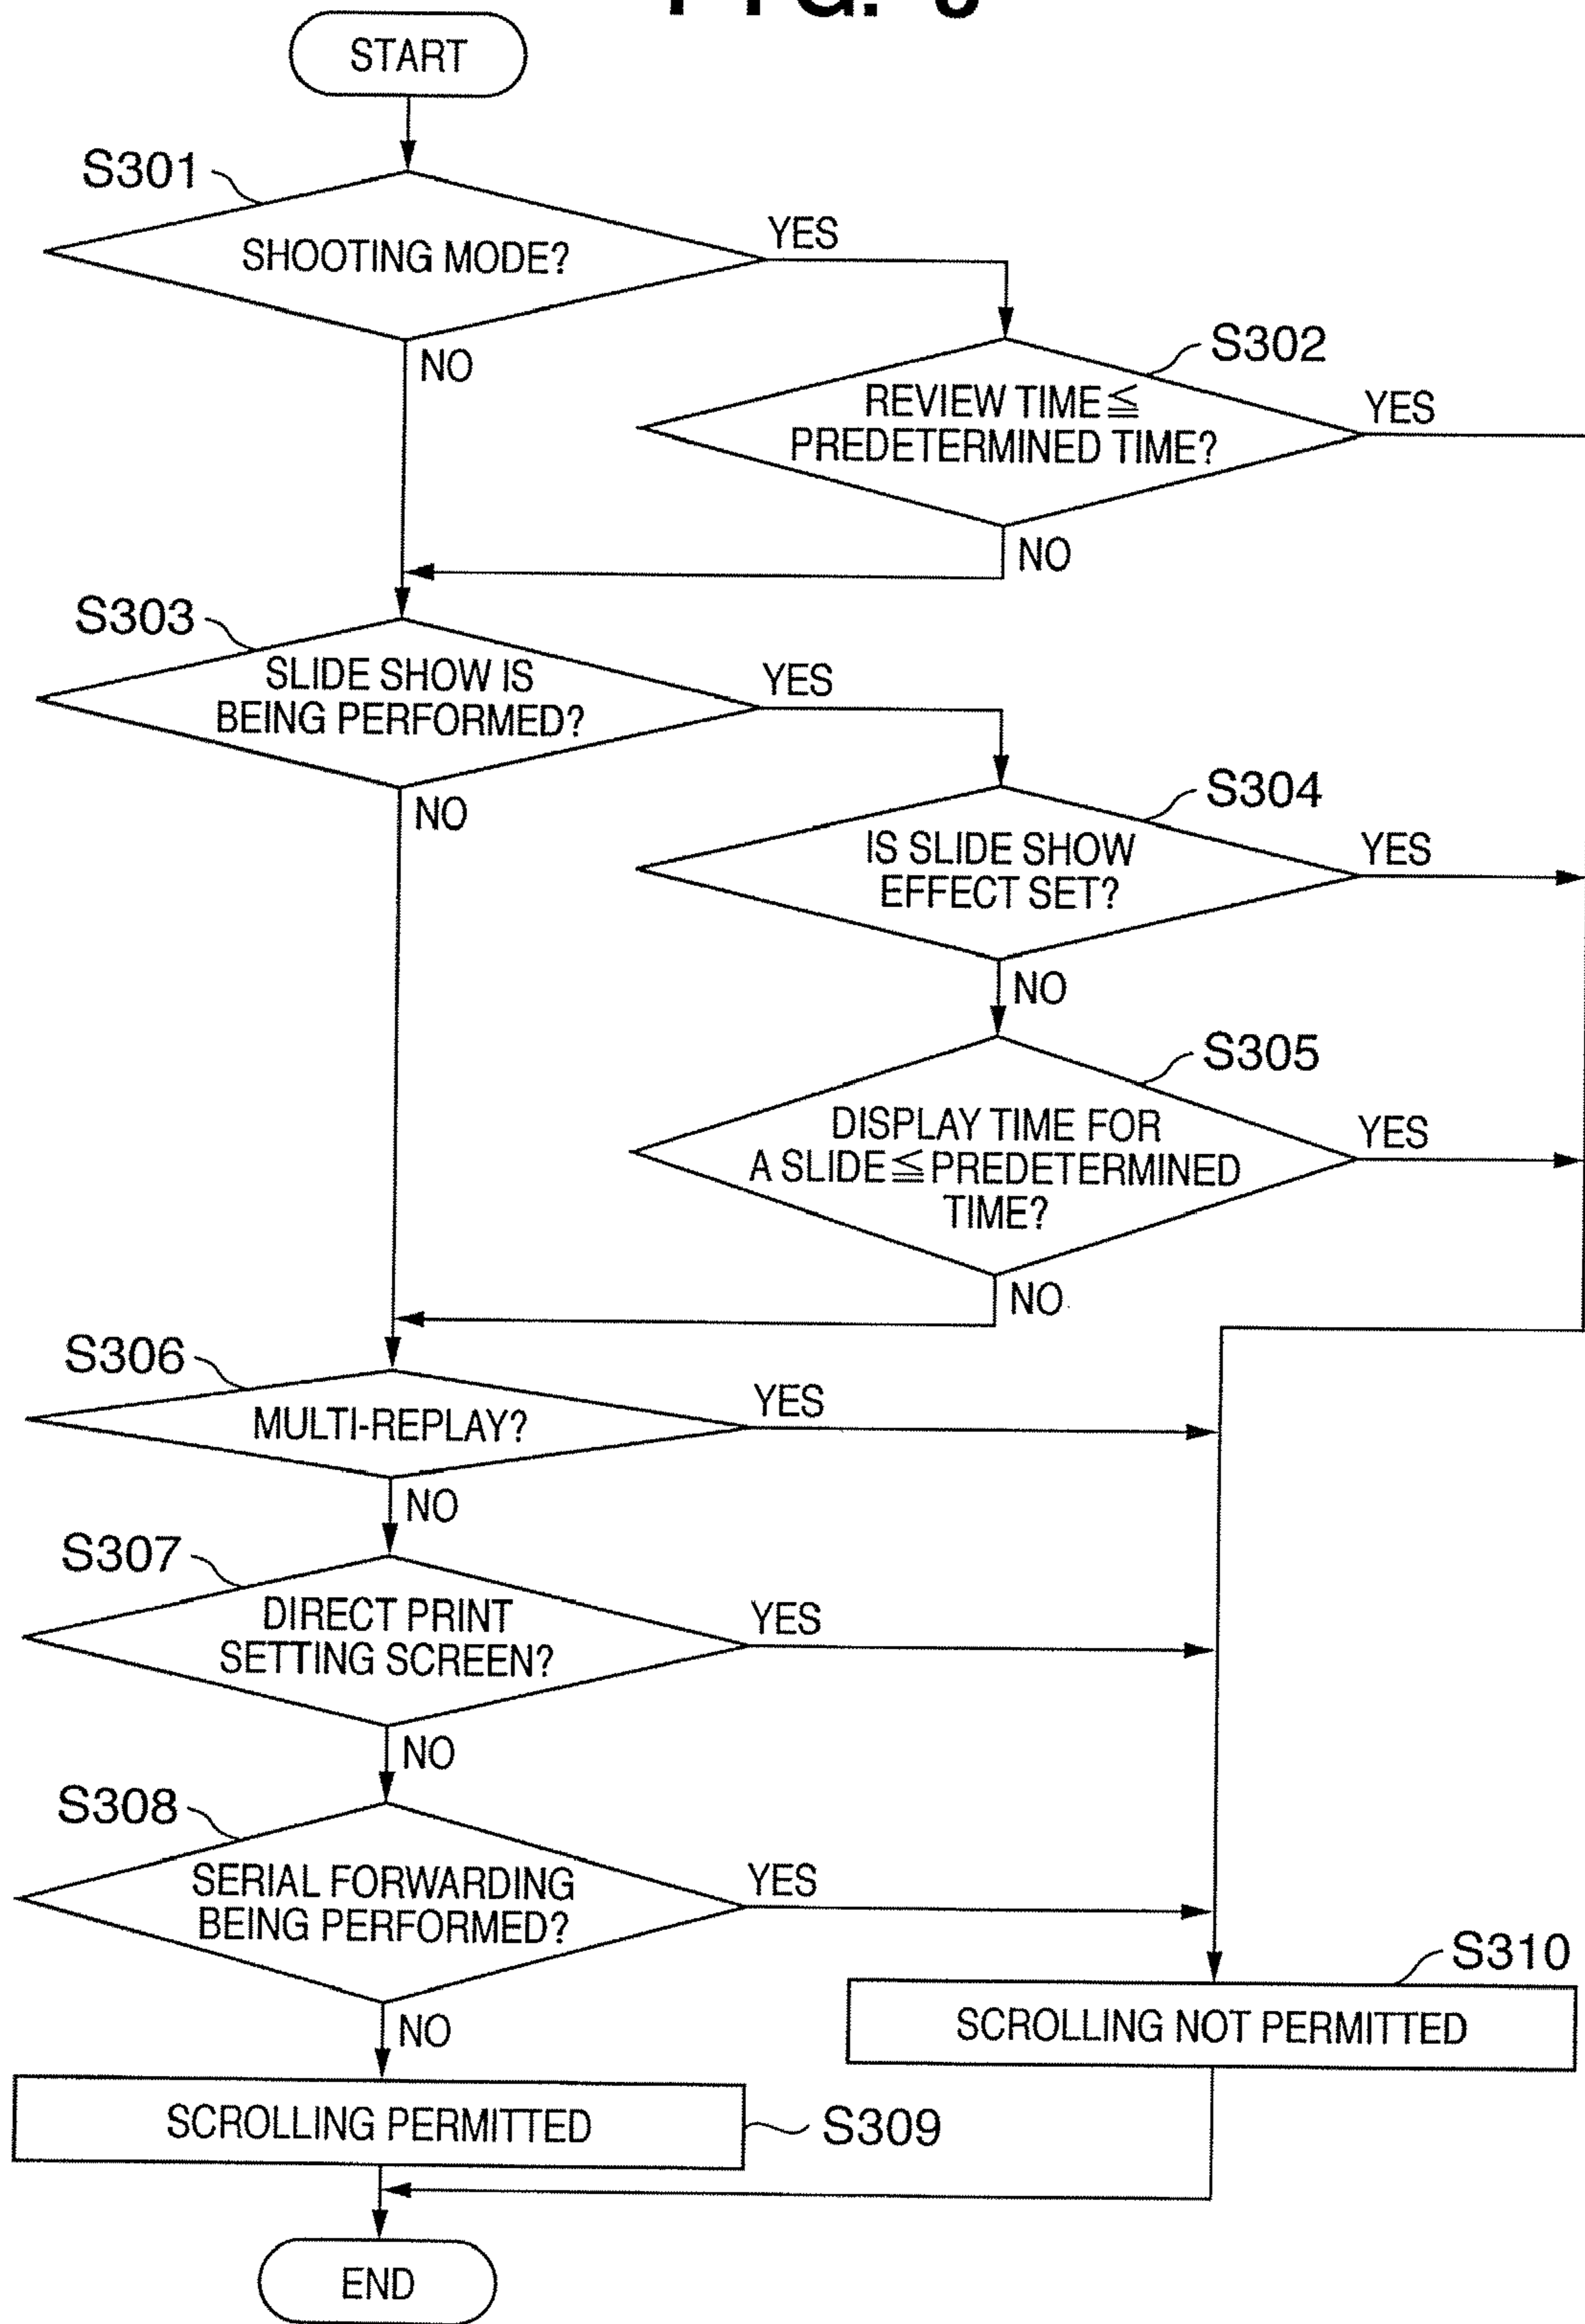 FIG.
START
S301
SHOOTING MODE?
YES
NO
S302
REVIEW TIME ≦
PREDETERMINED TIME?
YES
NO
S303
SLIDE SHOW IS
BEING PERFORMED?
YES
NO
S304
IS SLIDE SHOW
EFFECT SET?
YES
NO
S305
DISPLAY TIME FOR
A SLIDE ≦ PREDETERMINED
TIME?
YES
NO
S306
MULTI-REPLAY?
YES
NO
S307
DIRECT PRINT
SETTING SCREEN?
YES
NO
S308
SERIAL FORWARDING
BEING PERFORMED?
YES
NO
S310
SCROLLING NOT PERMITTED
SCROLLING PERMITTED
S309
END